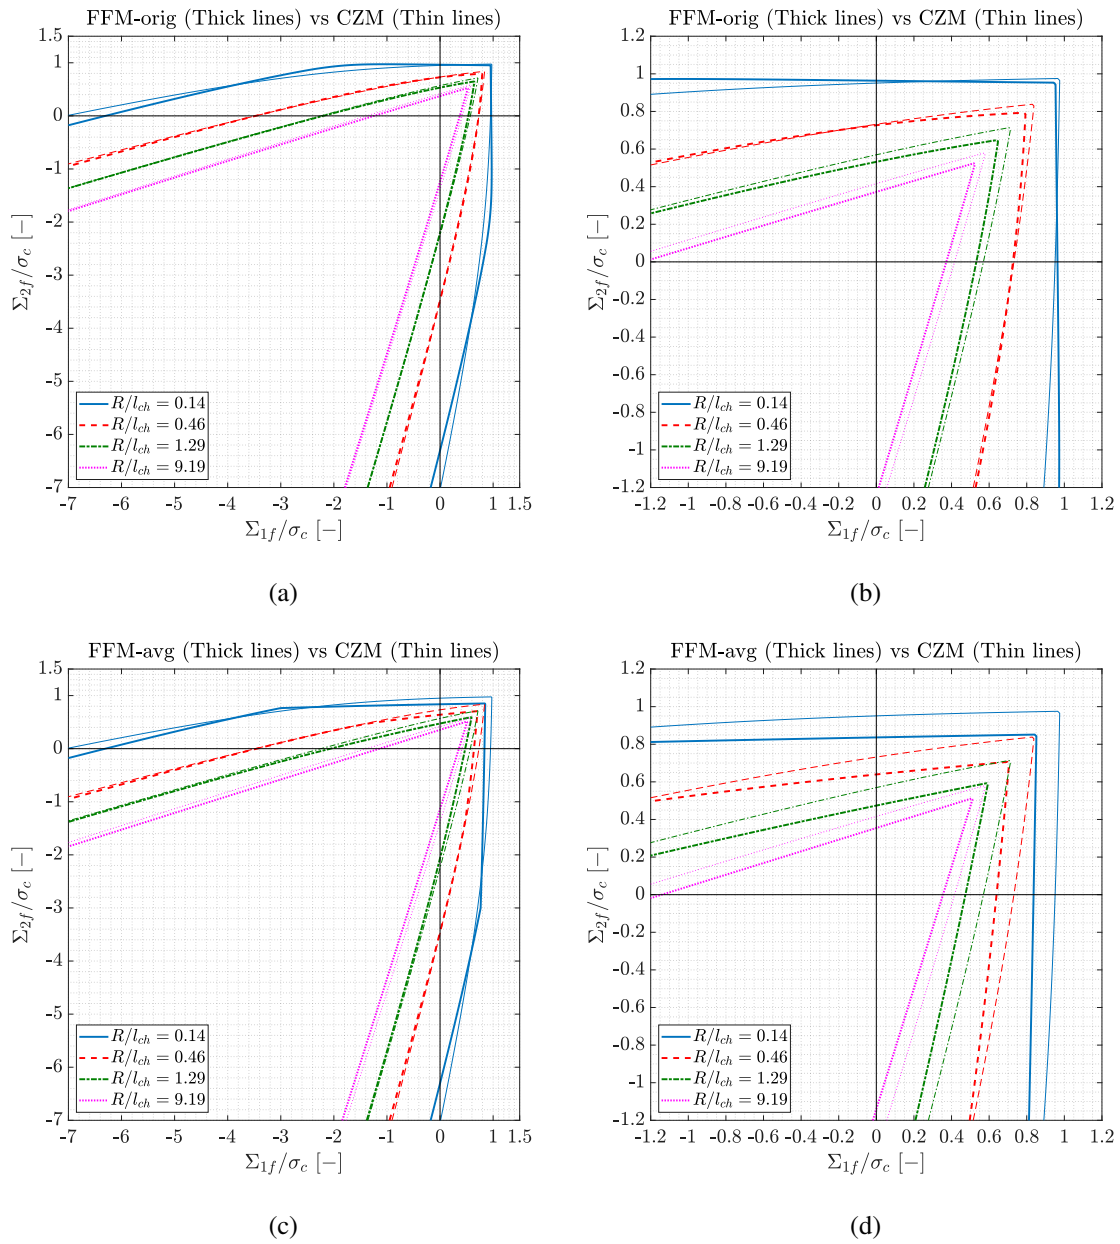 FFM-orig (Thick lines) vs CZM (Thin lines)
1.5
1
0
-1
-2
-3
-4
-5
-6
-7
Σ2f/σc [−]
R/lch = 0.14
R/lch = 0.46
R/lch = 1.29
R/lch = 9.19
-7 -6 -5 -4 -3 -2 -1 0 1 1.5
Σ1f/σc [−]
(a)
FFM-orig (Thick lines) vs CZM (Thin lines)
1.2
1
0.8
0.6
0.4
0.2
0
-0.2
-0.4
-0.6
-0.8
-1
-1.2
Σ2f/σc [−]
R/lch = 0.14
R/lch = 0.46
R/lch = 1.29
R/lch = 9.19
-1.2 -1 -0.8 -0.6 -0.4 -0.2 0 0.2 0.4 0.6 0.8 1 1.2
Σ1f/σc [−]
(b)
FFM-avg (Thick lines) vs CZM (Thin lines)
1.5
1
0
-1
-2
-3
-4
-5
-6
-7
Σ2f/σc [−]
R/lch = 0.14
R/lch = 0.46
R/lch = 1.29
R/lch = 9.19
-7 -6 -5 -4 -3 -2 -1 0 1 1.5
Σ1f/σc [−]
(c)
FFM-avg (Thick lines) vs CZM (Thin lines)
1.2
1
0.8
0.6
0.4
0.2
0
-0.2
-0.4
-0.6
-0.8
-1
-1.2
Σ2f/σc [−]
R/lch = 0.14
R/lch = 0.46
R/lch = 1.29
R/lch = 9.19
-1.2 -1 -0.8 -0.6 -0.4 -0.2 0 0.2 0.4 0.6 0.8 1 1.2
Σ1f/σc [−]
(d)